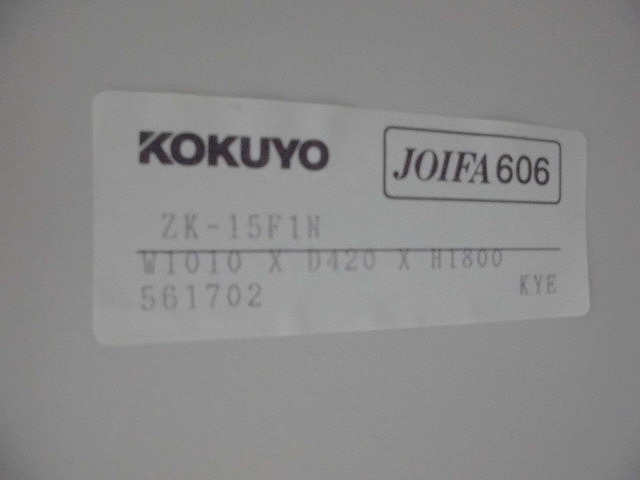 KOKUYO
JOIFA 606
ZK-15F1N
W1010 X D420 X H1800
561702
KYE